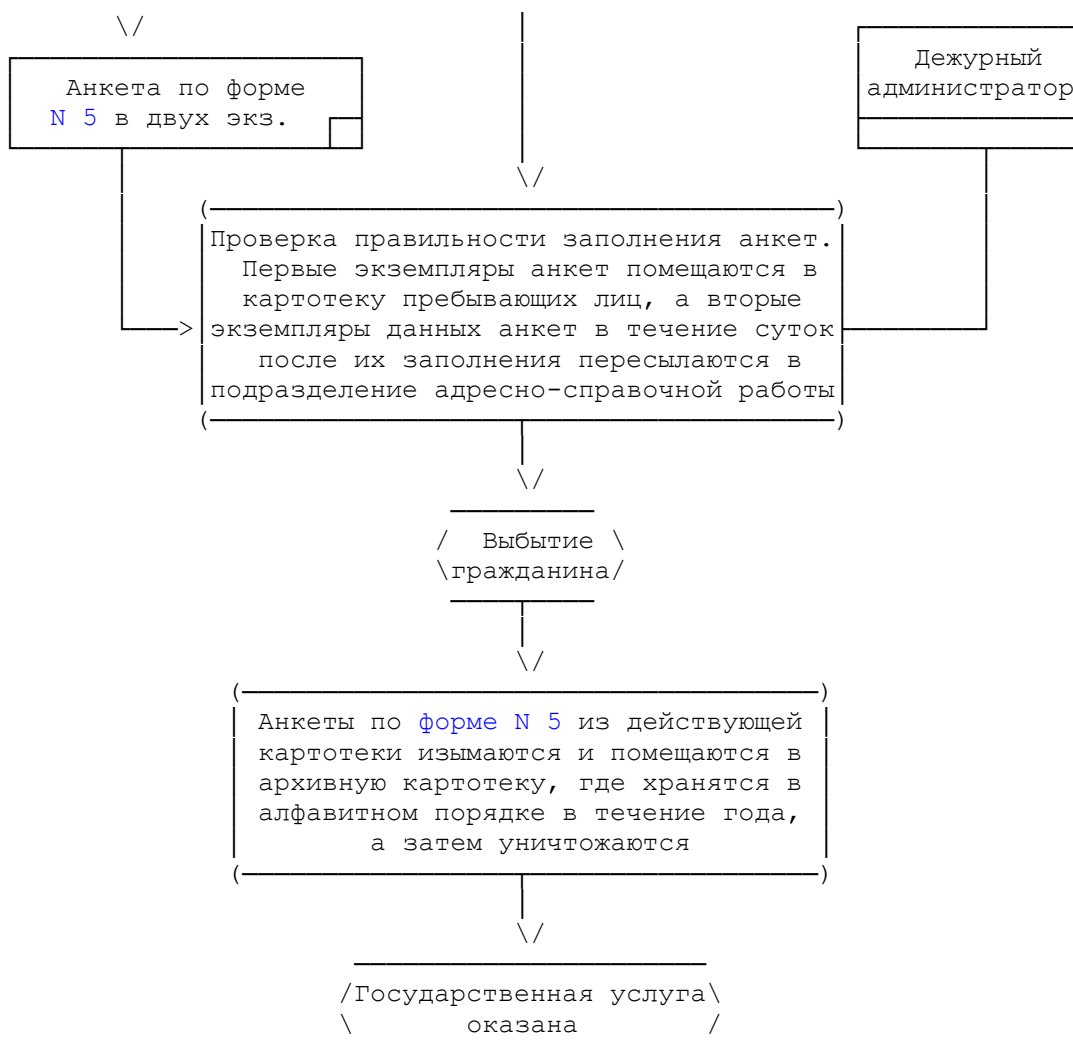 Анкета по форме
N 5 в двух экз.
Дежурный
администратор
Проверка правильности заполнения анкет.
Первые экземпляры анкет помещаются в
картотеку пребывающих лиц, а вторые
экземпляры данных анкет в течение суток
после их заполнения пересылаются в
подразделение адресно-справочной работы
Выбытие
гражданина
Анкеты по форме N 5 из действующей
картотеки изымаются и помещаются в
архивную картотеку, где хранятся в
алфавитном порядке в течение года,
а затем уничтожаются
Государственная услуга
оказана